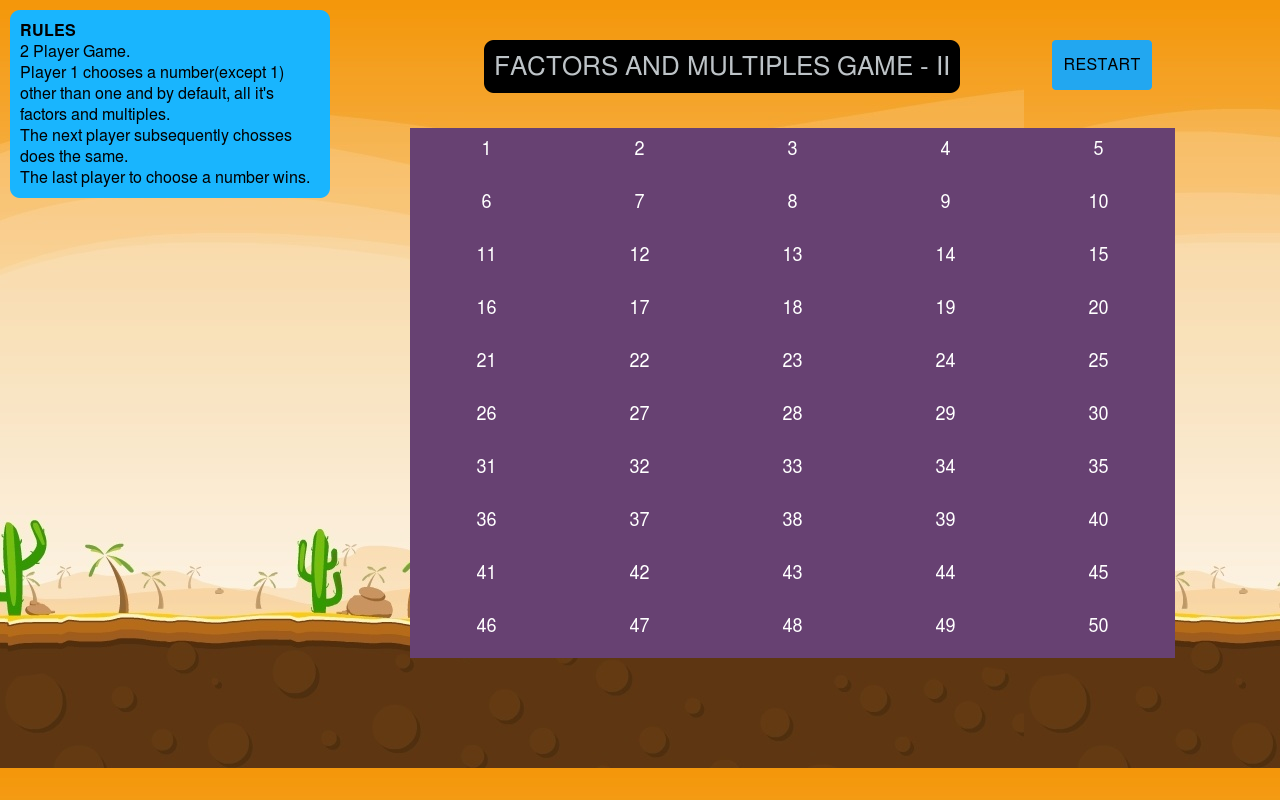 RULES
2 Player Game.
Player 1 chooses a number(except 1)
other than one and by default, all it's
factors and multiples.
The next player subsequently chosses
does the same.
The last player to choose a number wins.
FACTORS AND MULTIPLES GAME - II
RESTART
1 2 3 4 5
6 7 8 9 10
11 12 13 14 15
16 17 18 19 20
21 22 23 24 25
26 27 28 29 30
31 32 33 34 35
36 37 38 39 40
41 42 43 44 45
46 47 48 49 50